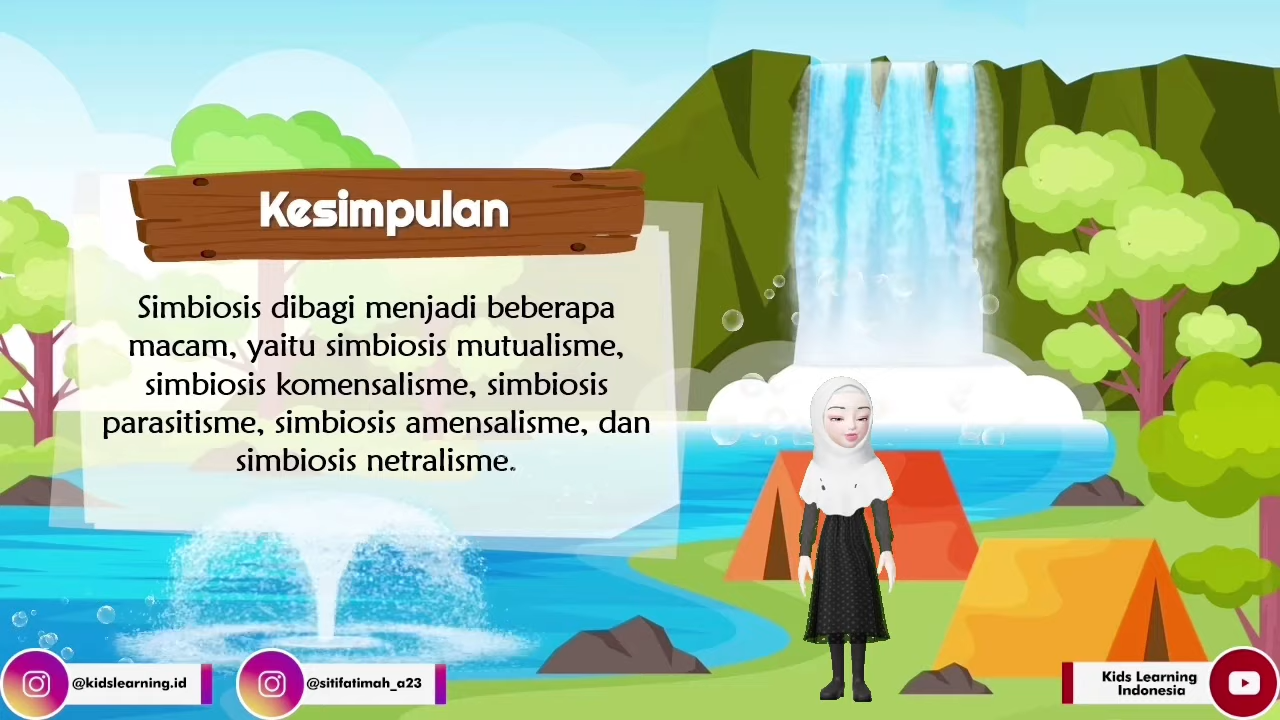 Kesimpulan
Simbiosis dibagi menjadi beberapa
macam, yaitu simbiosis mutualisme,
simbiosis komensalisme, simbiosis
parasitisme, simbiosis amensalisme, dan
simbiosis netralisme.
@kidslearning.id
@sitifatimah_a23
Kids Learning
Indonesia